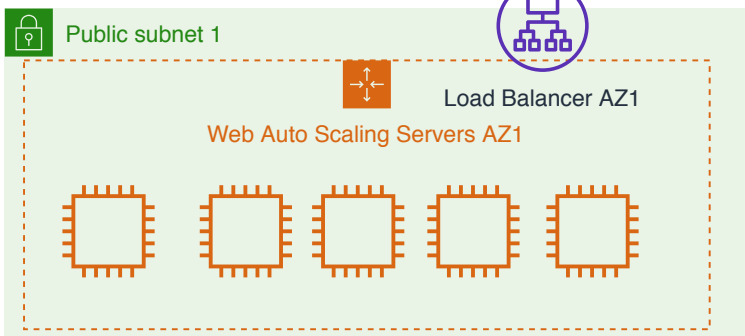 Public subnet 1
Load Balancer AZ1
Web Auto Scaling Servers AZ1